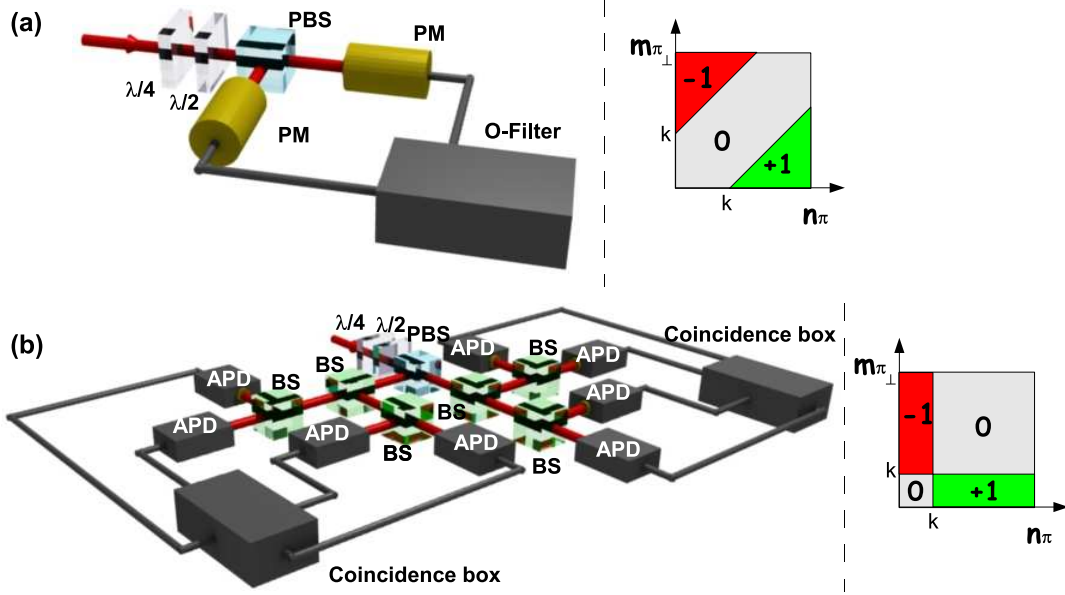 (a)
PBS
PM
λ/4
λ/2
PM
O-Filter
mπ⊥
-1
k
0
+1
k
nπ
(b)
λ/4
λ/2
PBS
APD
Coincidence box
BS
BS
BS
APD
APD
APD
BS
APD
APD
APD
APD
BS
BS
Coincidence box
mπ⊥
-1
0
k
0
+1
k
nπ